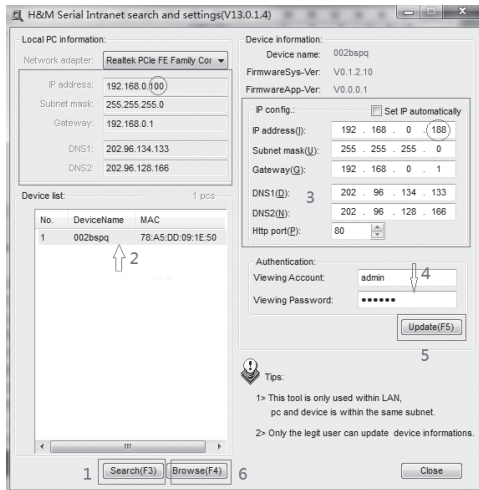 H&M Serial Intranet search and settings(V13.0.1.4)
Local PC information:
Network adapter: Realtek PCIe FE Family Cor
IP address: 192.168.0.100
Subnet mask: 255.255.255.0
Gateway: 192.168.0.1
DNS1: 202.96.134.133
DNS2: 202.96.128.166
Device list: 1 pcs
No. DeviceName MAC
1 002bspq 78:A5:DD:09:1E:50
2
1 Search(F3) Browse(F4) 6
Device information:
Device name: 002bspq
FirmwareSys-Ver: V0.1.2.10
FirmwareApp-Ver: V0.0.0.1
IP config.: Set IP automatically
IP address(I): 192 . 168 . 0 . 188
Subnet mask(U): 255 . 255 . 255 . 0
Gateway(G): 192 . 168 . 0 . 1
DNS1(D): 202 . 96 . 134 . 133
3
DNS2(N): 202 . 96 . 128 . 166
Http port(P): 80
Authentication:
Viewing Account: admin
4
Viewing Password: ●●●●●●
Update(F5)
5
Tips:
1> This tool is only used within LAN,
pc and device is within the same subnet.
2> Only the legit user can update device informations.
Close